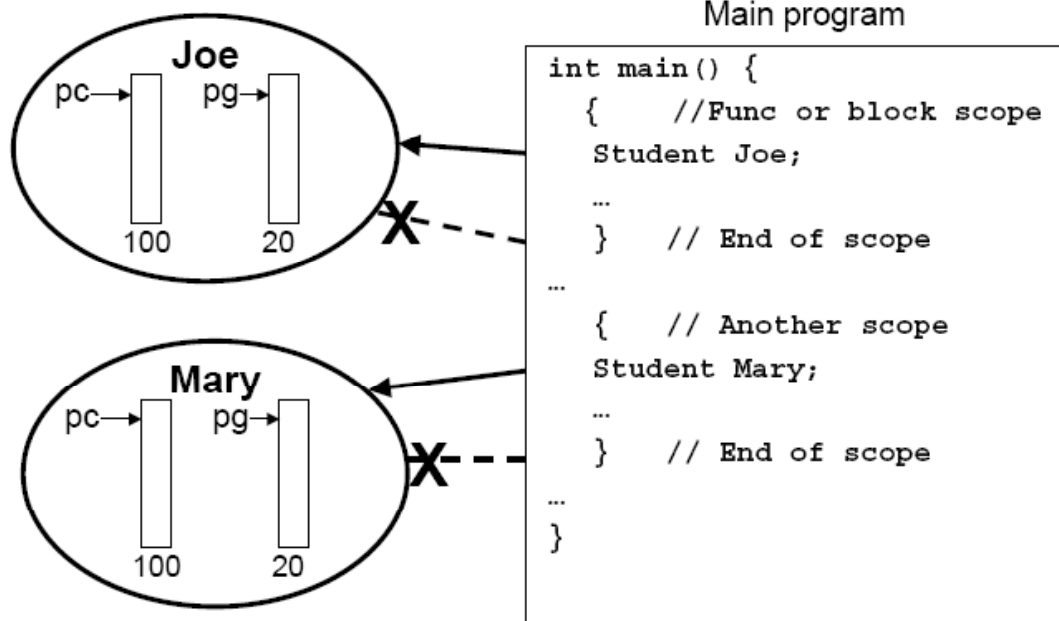 Main program
Joe
pc
pg
100
20
Mary
pc
pg
100
20
int main() {
{ //Func or block scope
Student Joe;
…
} // End of scope
…
{ // Another scope
Student Mary;
…
} // End of scope
…
}
X
X